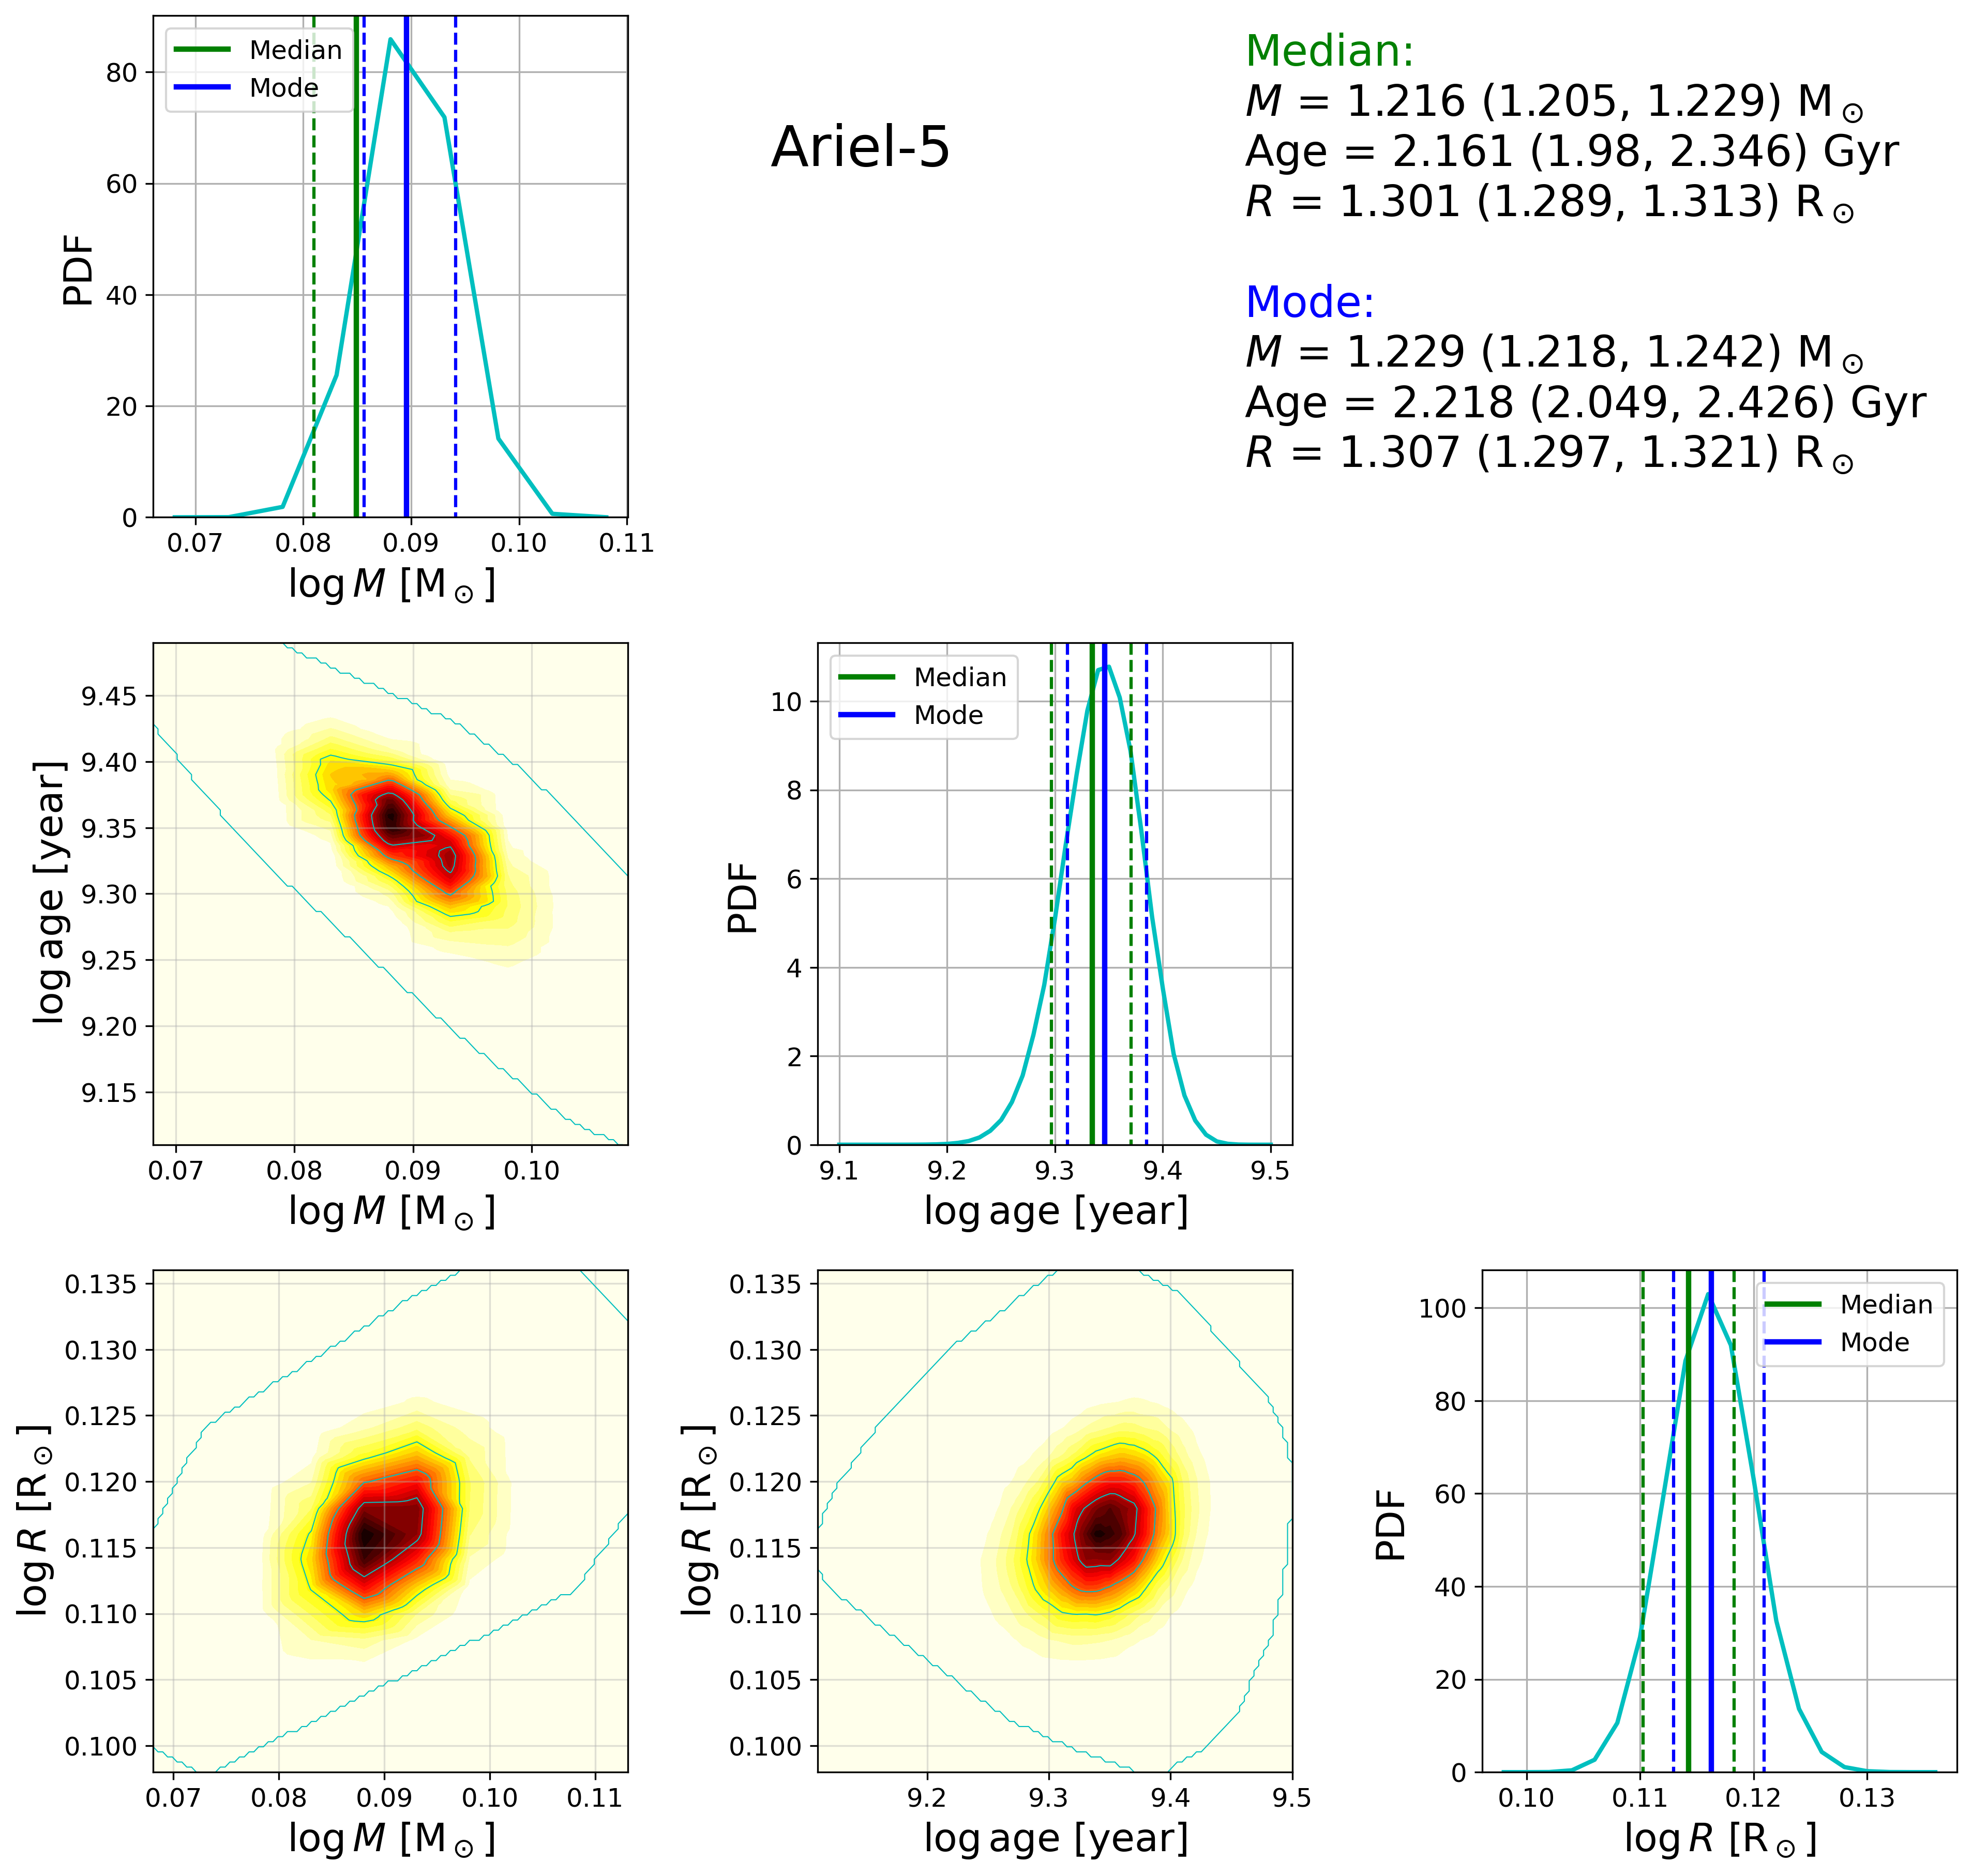 Median
Mode
80
60
40
20
0
PDF
0.07 0.08 0.09 0.10 0.11
log M [M⊙]
Ariel-5
Median:
M = 1.216 (1.205, 1.229) M⊙
Age = 2.161 (1.98, 2.346) Gyr
R = 1.301 (1.289, 1.313) R⊙
Mode:
M = 1.229 (1.218, 1.242) M⊙
Age = 2.218 (2.049, 2.426) Gyr
R = 1.307 (1.297, 1.321) R⊙
9.45
9.40
9.35
9.30
9.25
9.20
9.15
log age [year]
0.07 0.08 0.09 0.10
log M [M⊙]
Median
Mode
10
8
6
4
2
0
PDF
9.1 9.2 9.3 9.4 9.5
log age [year]
0.135
0.130
0.125
0.120
0.115
0.110
0.105
0.100
log R [R⊙]
0.07 0.08 0.09 0.10 0.11
log M [M⊙]
0.135
0.130
0.125
0.120
0.115
0.110
0.105
0.100
log R [R⊙]
9.2 9.3 9.4 9.5
log age [year]
Median
Mode
100
80
60
40
20
0
PDF
0.10 0.11 0.12 0.13
log R [R⊙]